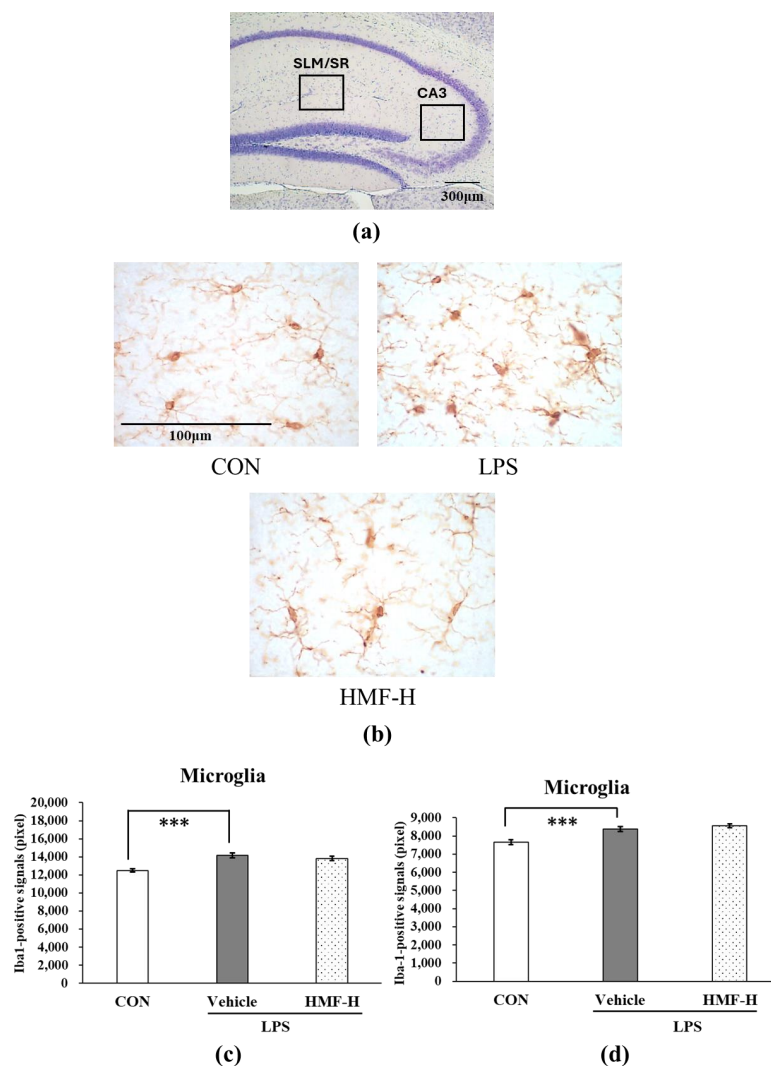 SLM/SR
CA3
300μm
(a)
100μm
CON
LPS
HMF-H
(b)
Microglia
Iba1-positive signals (pixel)
20,000
18,000
16,000
14,000
12,000
10,000
8,000
6,000
4,000
2,000
0
***
CON
Vehicle
HMF-H
LPS
(c)
Microglia
Iba-1-positive signals (pixel)
9,000
8,000
7,000
6,000
5,000
4,000
3,000
2,000
1,000
0
***
CON
Vehicle
HMF-H
LPS
(d)